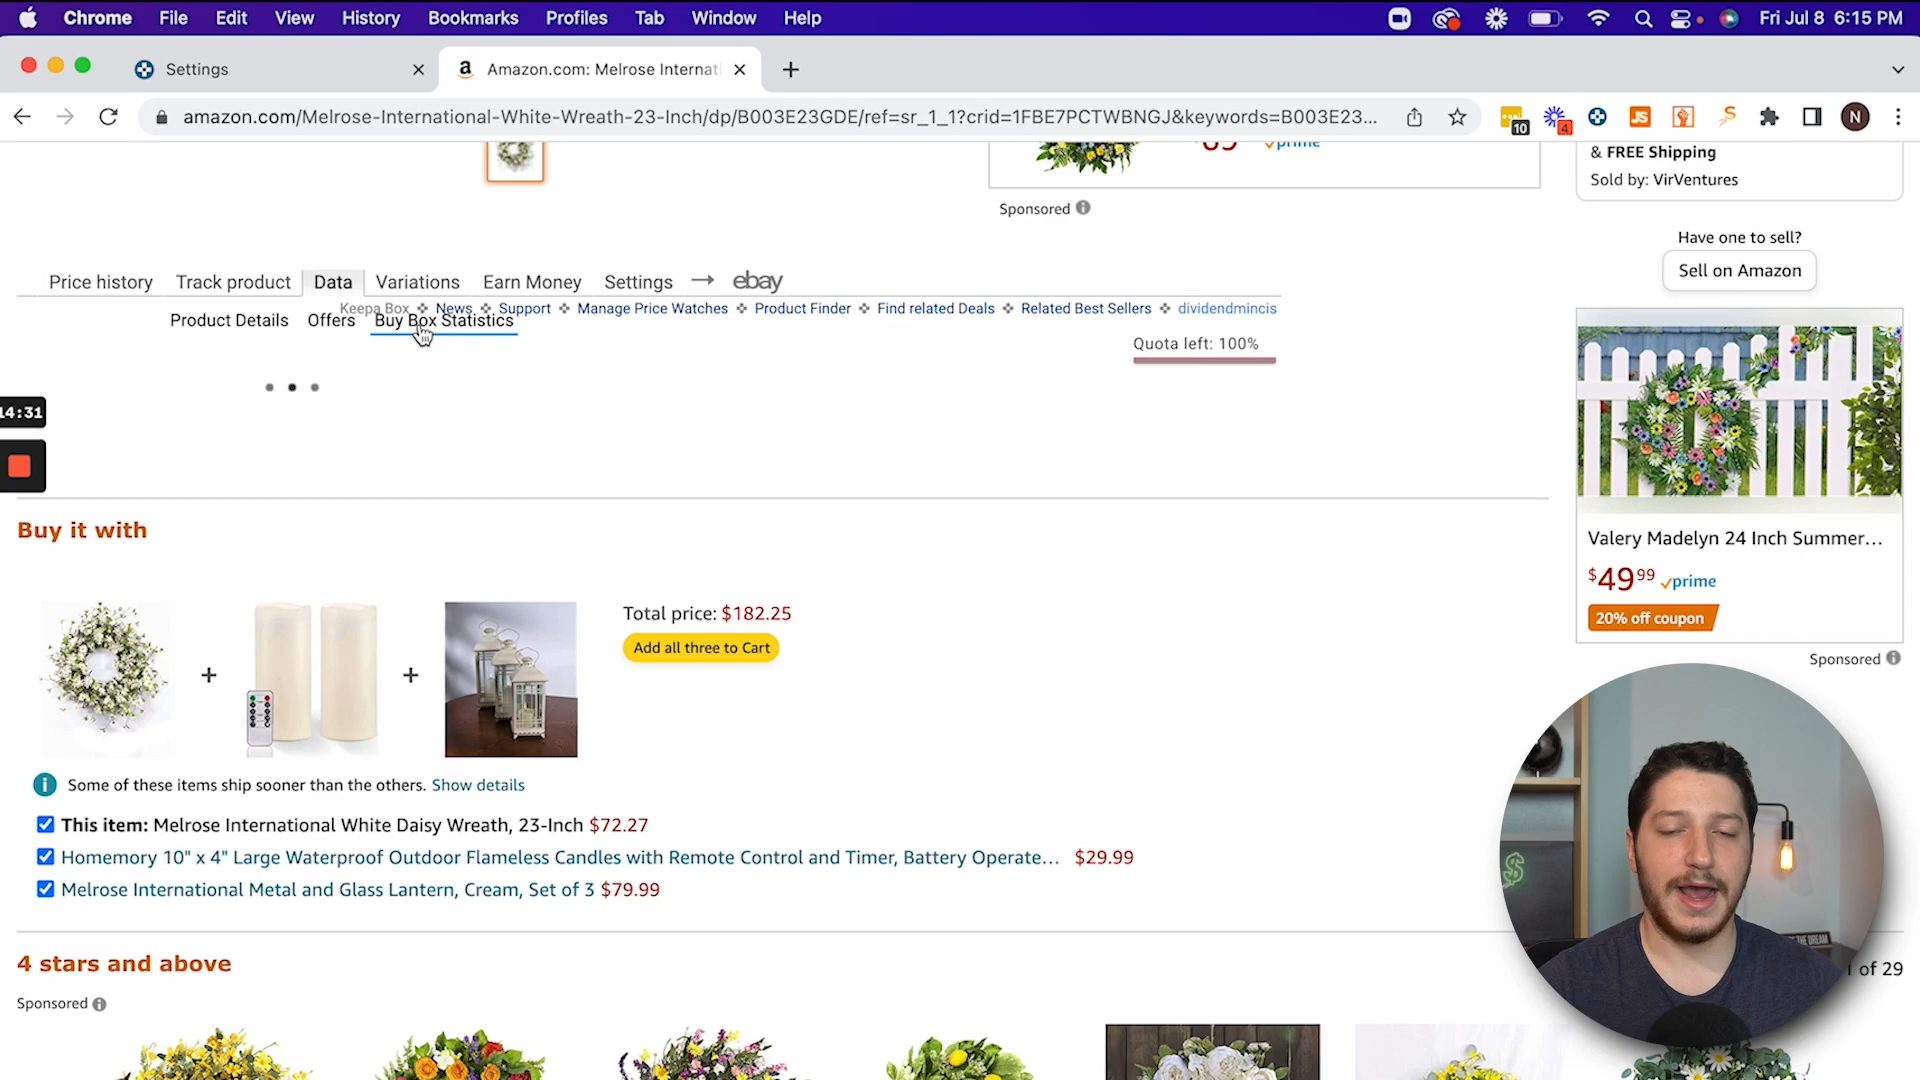 Chrome File Edit View History Bookmarks Profiles Tab Window Help Fri Jul 8 6:15 PM
Settings
Amazon.com: Melrose Internati
amazon.com/Melrose-International-White-Wreath-23-Inch/dp/B003E23GDE/ref=sr_1_1?crid=1FBE7PCTWBNGJ&keywords=B003E23...
10
4
JS
N
prime
& FREE Shipping
Sold by: VirVentures
Sponsored
Have one to sell?
Sell on Amazon
Price history Track product Data Variations Earn Money Settings → ebay
Keepa Box News Support Manage Price Watches Product Finder Find related Deals Related Best Sellers dividendmincis
Product Details Offers Buy Box Statistics
Quota left: 100%
14:31
Buy it with
Total price: $182.25
Add all three to Cart
Valery Madelyn 24 Inch Summer...
$49 99 prime
20% off coupon
Sponsored
Some of these items ship sooner than the others. Show details
This item: Melrose International White Daisy Wreath, 23-Inch $72.27
Homemory 10" x 4" Large Waterproof Outdoor Flameless Candles with Remote Control and Timer, Battery Operate... $29.99
Melrose International Metal and Glass Lantern, Cream, Set of 3 $79.99
4 stars and above
of 29
Sponsored